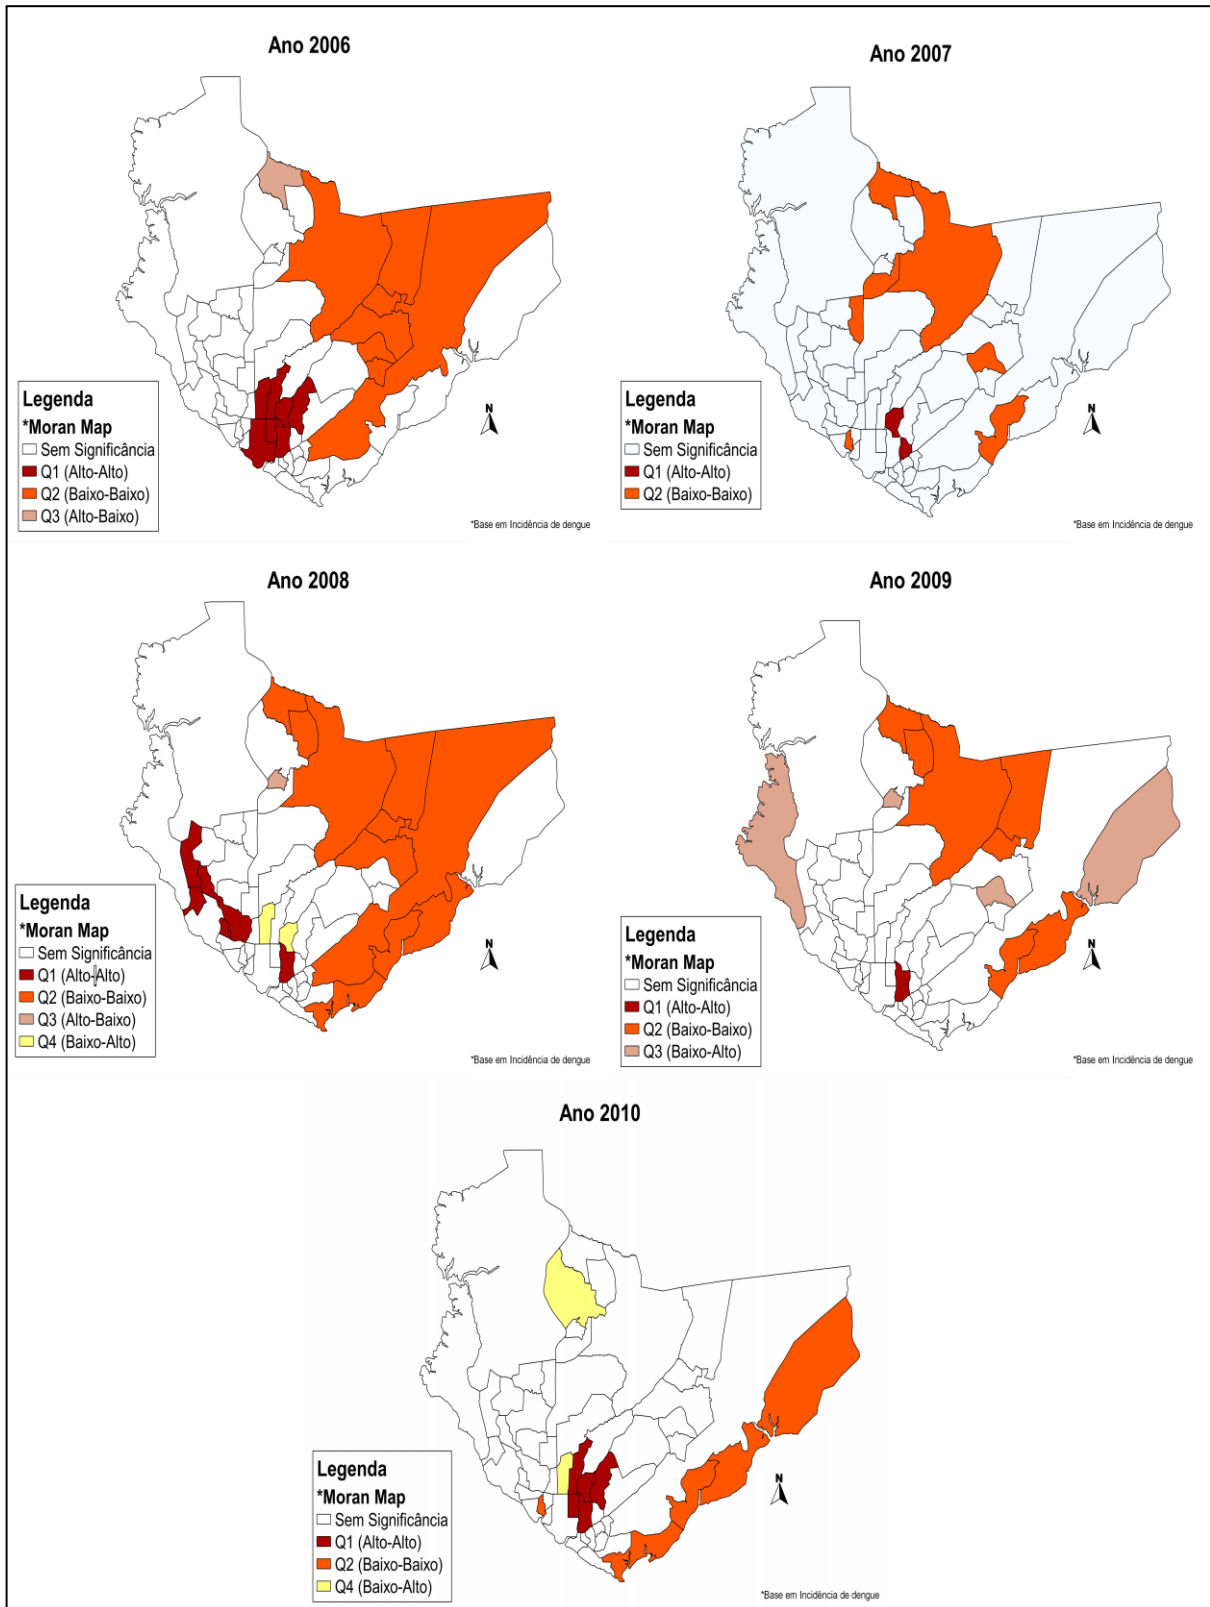 Ano 2006
N
Legenda
*Moran Map
Sem Significância
Q1 (Alto-Alto)
Q2 (Baixo-Baixo)
Q3 (Alto-Baixo)
*Base em Incidência de dengue
Ano 2007
N
Legenda
*Moran Map
Sem Significância
Q1 (Alto-Alto)
Q2 (Baixo-Baixo)
*Base em Incidência de dengue
Ano 2008
N
Legenda
*Moran Map
Sem Significância
Q1 (Alto-Alto)
Q2 (Baixo-Baixo)
Q3 (Alto-Baixo)
Q4 (Baixo-Alto)
*Base em Incidência de dengue
Ano 2009
N
Legenda
*Moran Map
Sem Significância
Q1 (Alto-Alto)
Q2 (Baixo-Baixo)
Q3 (Baixo-Alto)
*Base em Incidência de dengue
Ano 2010
N
Legenda
*Moran Map
Sem Significância
Q1 (Alto-Alto)
Q2 (Baixo-Baixo)
Q4 (Baixo-Alto)
*Base em Incidência de dengue